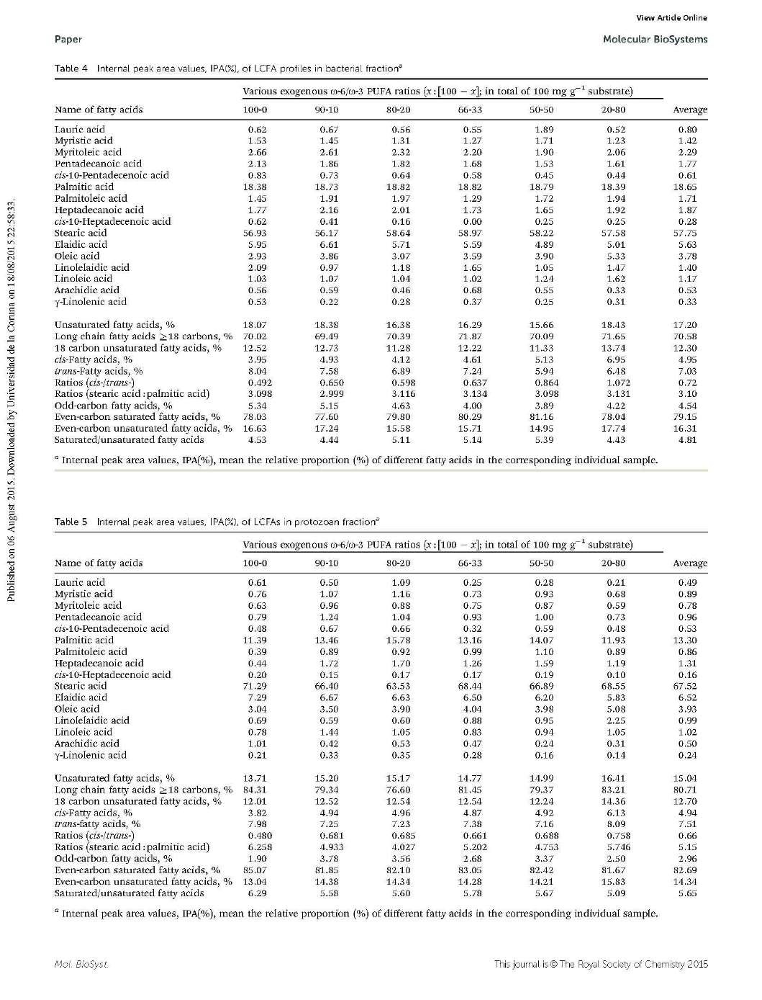 View Article Online
Paper Molecular BioSystems
Table 4 Internal peak area values, IPA(%), of LCFA profiles in bacterial fractionᵃ
Various exogenous ω-6/ω-3 PUFA ratios (x : [100 − x]; in total of 100 mg g⁻¹ substrate)
Name of fatty acids 100-0 90-10 80-20 66-33 50-50 20-80 Average
Lauric acid 0.62 0.67 0.56 0.55 1.89 0.52 0.80
Myristic acid 1.53 1.45 1.31 1.27 1.71 1.23 1.42
Myritoleic acid 2.66 2.61 2.32 2.20 1.90 2.06 2.29
Pentadecanoic acid 2.13 1.86 1.82 1.68 1.53 1.61 1.77
cis-10-Pentadecenoic acid 0.83 0.73 0.64 0.58 0.45 0.44 0.61
Palmitic acid 18.38 18.73 18.82 18.82 18.79 18.39 18.65
Palmitoleic acid 1.45 1.91 1.97 1.29 1.72 1.94 1.71
Heptadecanoic acid 1.77 2.16 2.01 1.73 1.65 1.92 1.87
cis-10-Heptadecenoic acid 0.62 0.41 0.16 0.00 0.25 0.25 0.28
Stearic acid 56.93 56.17 58.64 58.97 58.22 57.58 57.75
Elaidic acid 5.95 6.61 5.71 5.59 4.89 5.01 5.63
Oleic acid 2.93 3.86 3.07 3.59 3.90 5.33 3.78
Linolelaidic acid 2.09 0.97 1.18 1.65 1.05 1.47 1.40
Linoleic acid 1.03 1.07 1.04 1.02 1.24 1.62 1.17
Arachidic acid 0.56 0.59 0.46 0.68 0.55 0.33 0.53
γ-Linolenic acid 0.53 0.22 0.28 0.37 0.25 0.31 0.33
Unsaturated fatty acids, % 18.07 18.38 16.38 16.29 15.66 18.43 17.20
Long chain fatty acids ≥18 carbons, % 70.02 69.49 70.39 71.87 70.09 71.65 70.58
18 carbon unsaturated fatty acids, % 12.52 12.73 11.28 12.22 11.33 13.74 12.30
cis-Fatty acids, % 3.95 4.93 4.12 4.61 5.13 6.95 4.95
trans-Fatty acids, % 8.04 7.58 6.89 7.24 5.94 6.48 7.03
Ratios (cis-/trans-) 0.492 0.650 0.598 0.637 0.864 1.072 0.72
Ratios (stearic acid : palmitic acid) 3.098 2.999 3.116 3.134 3.098 3.131 3.10
Odd-carbon fatty acids, % 5.34 5.15 4.63 4.00 3.89 4.22 4.54
Even-carbon saturated fatty acids, % 78.03 77.60 79.80 80.29 81.16 78.04 79.15
Even-carbon unsaturated fatty acids, % 16.63 17.24 15.58 15.71 14.95 17.74 16.31
Saturated/unsaturated fatty acids 4.53 4.44 5.11 5.14 5.39 4.43 4.81
ᵃ Internal peak area values, IPA(%), mean the relative proportion (%) of different fatty acids in the corresponding individual sample.
Table 5 Internal peak area values, IPA(%), of LCFAs in protozoan fractionᵃ
Various exogenous ω-6/ω-3 PUFA ratios (x : [100 − x]; in total of 100 mg g⁻¹ substrate)
Name of fatty acids 100-0 90-10 80-20 66-33 50-50 20-80 Average
Lauric acid 0.61 0.50 1.09 0.25 0.28 0.21 0.49
Myristic acid 0.76 1.07 1.16 0.73 0.93 0.68 0.89
Myritoleic acid 0.63 0.96 0.88 0.75 0.87 0.59 0.78
Pentadecanoic acid 0.79 1.24 1.04 0.93 1.00 0.73 0.96
cis-10-Pentadecenoic acid 0.48 0.67 0.66 0.32 0.59 0.48 0.53
Palmitic acid 11.39 13.46 15.78 13.16 14.07 11.93 13.30
Palmitoleic acid 0.39 0.89 0.92 0.99 1.10 0.89 0.86
Heptadecanoic acid 0.44 1.72 1.70 1.26 1.59 1.19 1.31
cis-10-Heptadecenoic acid 0.20 0.15 0.17 0.17 0.19 0.10 0.16
Stearic acid 71.29 66.40 63.53 68.44 66.89 68.55 67.52
Elaidic acid 7.29 6.67 6.63 6.50 6.20 5.83 6.52
Oleic acid 3.04 3.50 3.90 4.04 3.98 5.08 3.93
Linolelaidic acid 0.69 0.59 0.60 0.88 0.95 2.25 0.99
Linoleic acid 0.78 1.44 1.05 0.83 0.94 1.05 1.02
Arachidic acid 1.01 0.42 0.53 0.47 0.24 0.31 0.50
γ-Linolenic acid 0.21 0.33 0.35 0.28 0.16 0.14 0.24
Unsaturated fatty acids, % 13.71 15.20 15.17 14.77 14.99 16.41 15.04
Long chain fatty acids ≥18 carbons, % 84.31 79.34 76.60 81.45 79.37 83.21 80.71
18 carbon unsaturated fatty acids, % 12.01 12.52 12.54 12.54 12.24 14.36 12.70
cis-Fatty acids, % 3.82 4.94 4.96 4.87 4.92 6.13 4.94
trans-fatty acids, % 7.98 7.25 7.23 7.38 7.16 8.09 7.51
Ratios (cis-/trans-) 0.480 0.681 0.685 0.661 0.688 0.758 0.66
Ratios (stearic acid : palmitic acid) 6.258 4.933 4.027 5.202 4.753 5.746 5.15
Odd-carbon fatty acids, % 1.90 3.78 3.56 2.68 3.37 2.50 2.96
Even-carbon saturated fatty acids, % 85.07 81.85 82.10 83.05 82.42 81.67 82.69
Even-carbon unsaturated fatty acids, % 13.04 14.38 14.34 14.28 14.21 15.83 14.34
Saturated/unsaturated fatty acids 6.29 5.58 5.60 5.78 5.67 5.09 5.65
ᵃ Internal peak area values, IPA(%), mean the relative proportion (%) of different fatty acids in the corresponding individual sample.
Mol. BioSyst. This journal is © The Royal Society of Chemistry 2015
Published on 06 August 2015. Downloaded by Universidad de la Coruna on 18/08/2015 22:58:33.